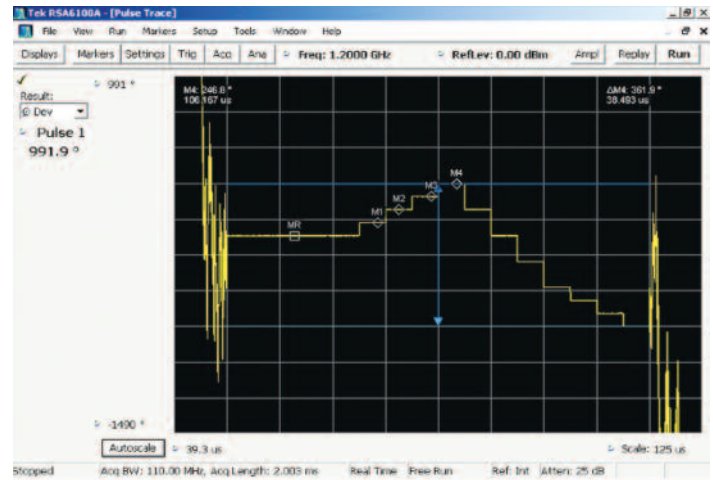 Tek RSA6100A - [Pulse Trace]
File View Run Markers Setup Tools Window Help
Displays Markers Settings Trig Acq Ana Freq: 1.2000 GHz RefLev: 0.00 dBm Ampl Replay Run
Result:
Dev
Pulse 1
991.9 °
991 °
M4: 246.8 °
106.167 us
ΔM4: 361.9 °
38.493 us
MR
M1
M2
M3
M4
-1490 °
Autoscale 39.3 us Scale: 125 us
Stopped Acq BW: 110.00 MHz, Acq Length: 2.003 ms Real Time Free Run Ref: Int Atten: 25 dB